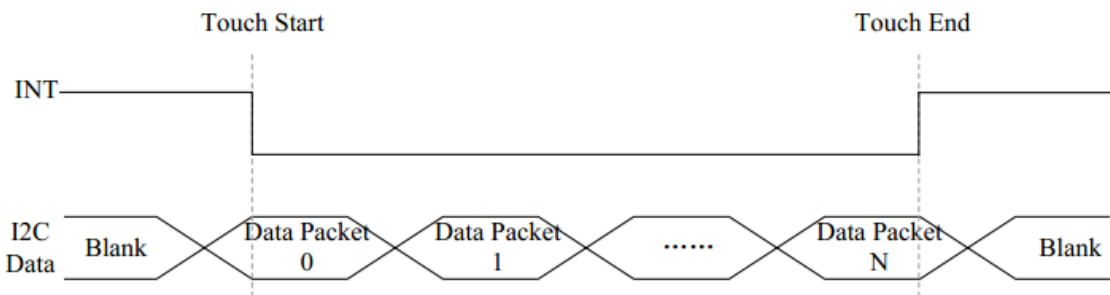 Touch Start
Touch End
INT
I2C
Data
Blank
Data Packet
0
Data Packet
1
......
Data Packet
N
Blank